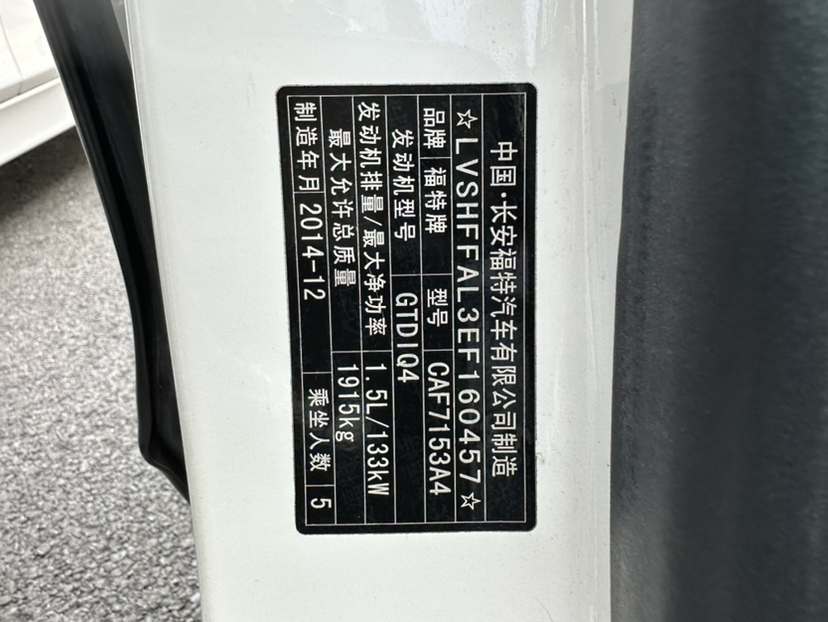 中国·长安福特汽车有限公司制造
☆LVSHFFAL3EF160457☆
品牌 福特牌 型号 CAF7153A4
发动机型号 GTDIQ4
发动机排量/最大净功率 1.5L/133kW
最大允许总质量 1915kg
制造年月 2014-12 乘坐人数 5